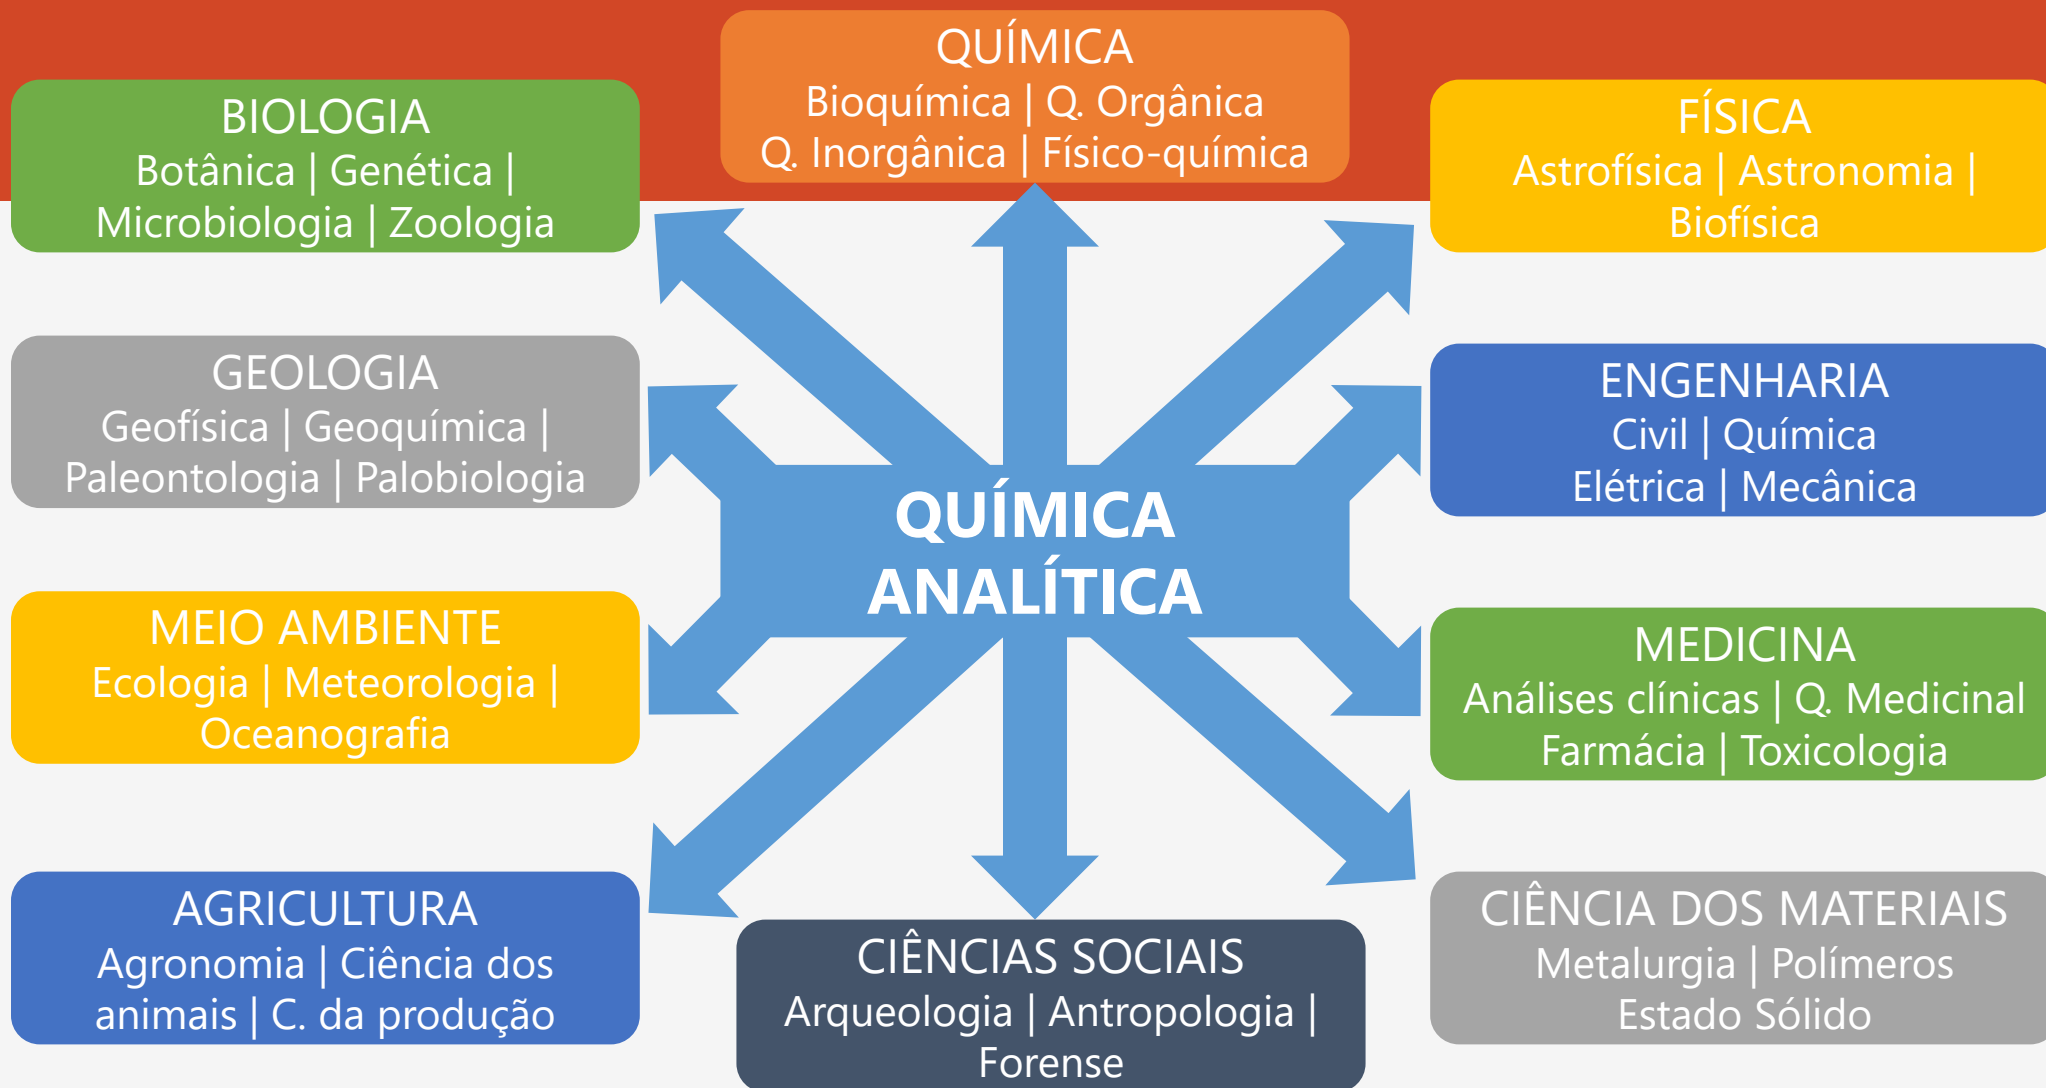 QUÍMICA
Bioquímica | Q. Orgânica
Q. Inorgânica | Físico-química
BIOLOGIA
Botânica | Genética |
Microbiologia | Zoologia
FÍSICA
Astrofísica | Astronomia |
Biofísica
GEOLOGIA
Geofísica | Geoquímica |
Paleontologia | Palobiologia
ENGENHARIA
Civil | Química
Elétrica | Mecânica
QUÍMICA
ANALÍTICA
MEIO AMBIENTE
Ecologia | Meteorologia |
Oceanografia
MEDICINA
Análises clínicas | Q. Medicinal
Farmácia | Toxicologia
AGRICULTURA
Agronomia | Ciência dos
animais | C. da produção
CIÊNCIAS SOCIAIS
Arqueologia | Antropologia |
Forense
CIÊNCIA DOS MATERIAIS
Metalurgia | Polímeros
Estado Sólido